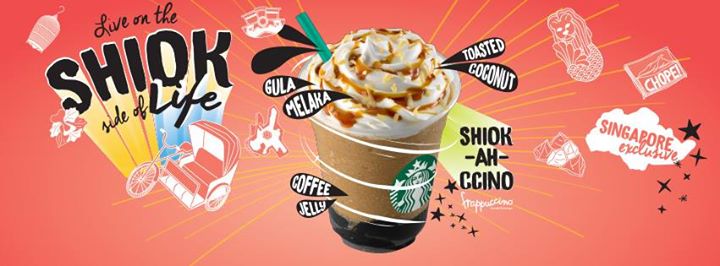 Live on the
SHIOK
side of Life
GULA
MELAKA
TOASTED
COCONUT
COFFEE
JELLY
SHIOK
-AH-
CCINO
frappuccino
CHOPE!
SINGAPORE
exclusive